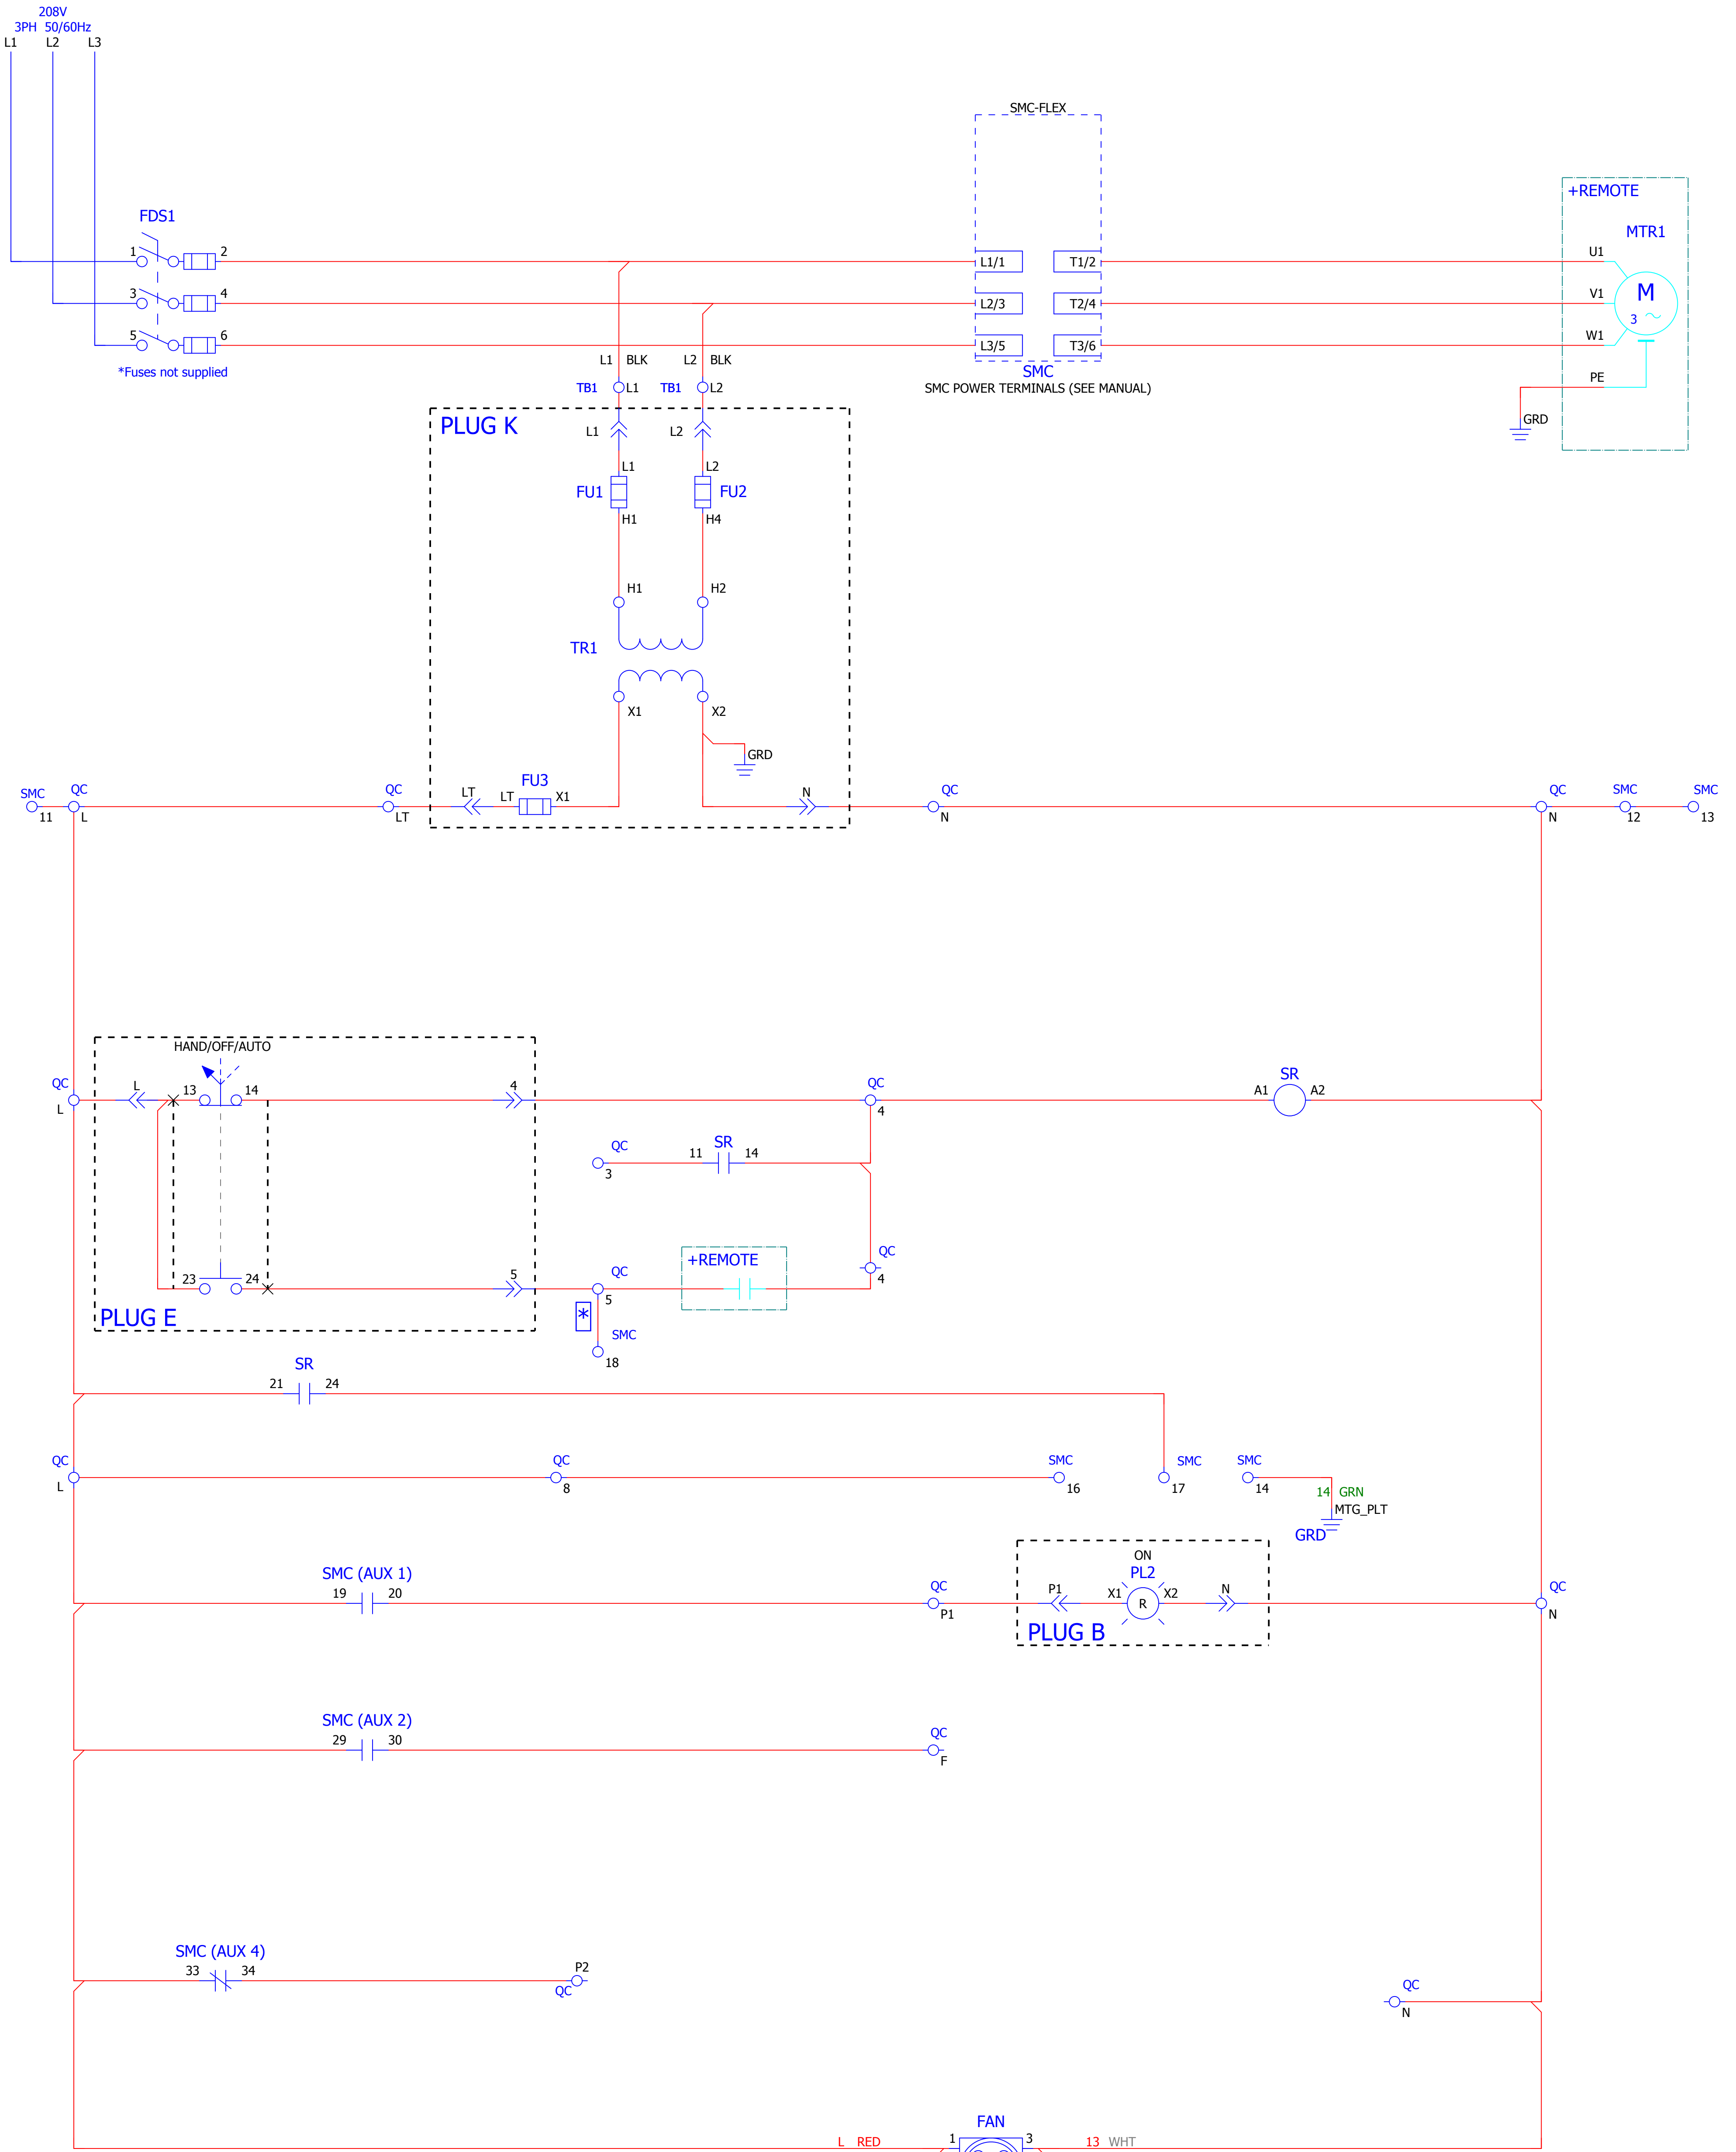 208V
3PH 50/60Hz
L1 L2 L3
SMC-FLEX
+REMOTE
FDS1
MTR1
1 2
L1/1 T1/2
U1
3 4
L2/3 T2/4
V1
M
3
5 6
L3/5 T3/6
W1
*Fuses not supplied
L1 BLK L2 BLK
SMC
SMC POWER TERMINALS (SEE MANUAL)
PE
TB1 L1 TB1 L2
GRD
PLUG K
L1 L2
L1 L2
FU1 FU2
H1 H4
H1 H2
TR1
X1 X2
GRD
SMC QC QC
FU3
LT LT X1 N
QC QC SMC SMC
11 L LT N N 12 13
HAND/OFF/AUTO
QC L 13 14 4 QC
SR
A1 A2
L 4
QC SR
11 14
3
+REMOTE
QC
4
23 24 5 QC
5
PLUG E
*
SMC
18
SR
21 24
QC QC SMC SMC SMC
L 8 16 17 14
14 GRN
MTG_PLT
GRD
ON
PL2
SMC (AUX 1)
19 20
QC
P1
P1 X1 R X2 N
QC
N
PLUG B
SMC (AUX 2)
29 30
QC
F
SMC (AUX 4)
33 34
P2
QC
QC
N
FAN
L RED 1 3 13 WHT